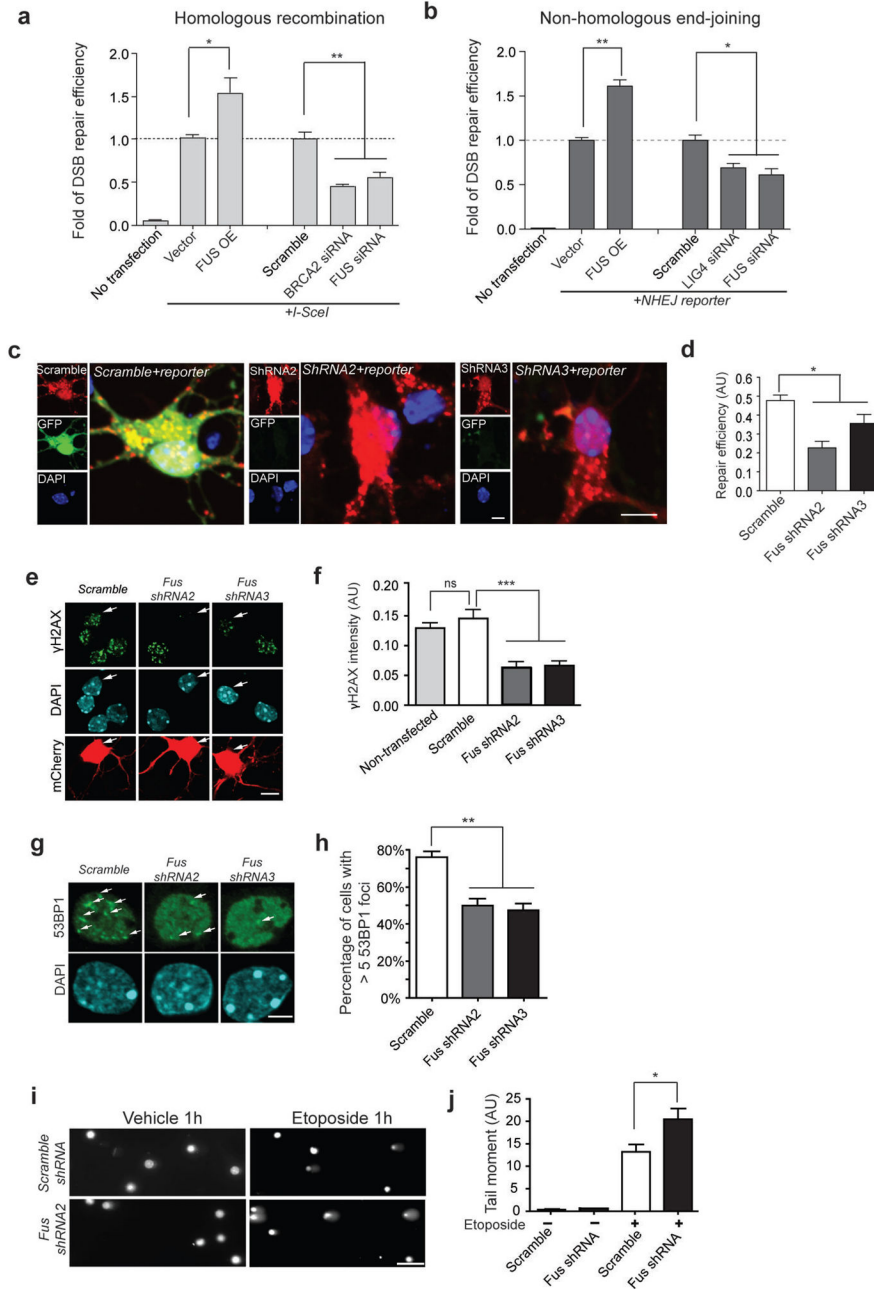 a
Homologous recombination
Fold of DSB repair efficiency
2.0
1.5
1.0
0.5
0.0
*
**
No transfection
Vector
FUS OE
Scramble
BRCA2 siRNA
FUS siRNA
+I-SceI
b
Non-homologous end-joining
Fold of DSB repair efficiency
2.0
1.5
1.0
0.5
0.0
**
*
No transfection
Vector
FUS OE
Scramble
LIG4 siRNA
FUS siRNA
+NHEJ reporter
c
Scramble
GFP
DAPI
Scramble+reporter
ShRNA2
GFP
DAPI
ShRNA2+reporter
ShRNA3
GFP
DAPI
ShRNA3+reporter
d
Repair efficiency (AU)
0.6
0.5
0.4
0.3
0.2
0.1
0.0
*
Scramble
Fus shRNA2
Fus shRNA3
e
Scramble
Fus
shRNA2
Fus
shRNA3
γH2AX
DAPI
mCherry
f
γH2AX intensity (AU)
0.20
0.15
0.10
0.05
0.00
ns
***
Non-transfected
Scramble
Fus shRNA2
Fus shRNA3
g
Scramble
Fus
shRNA2
Fus
shRNA3
53BP1
DAPI
h
Percentage of cells with
> 5 53BP1 foci
80%
60%
40%
20%
0%
**
Scramble
Fus shRNA2
Fus shRNA3
i
Vehicle 1h
Etoposide 1h
Scramble
shRNA
Fus
shRNA2
j
Tail moment (AU)
25
20
15
10
5
0
*
Etoposide
−
−
+
+
Scramble
Fus shRNA
Scramble
Fus shRNA